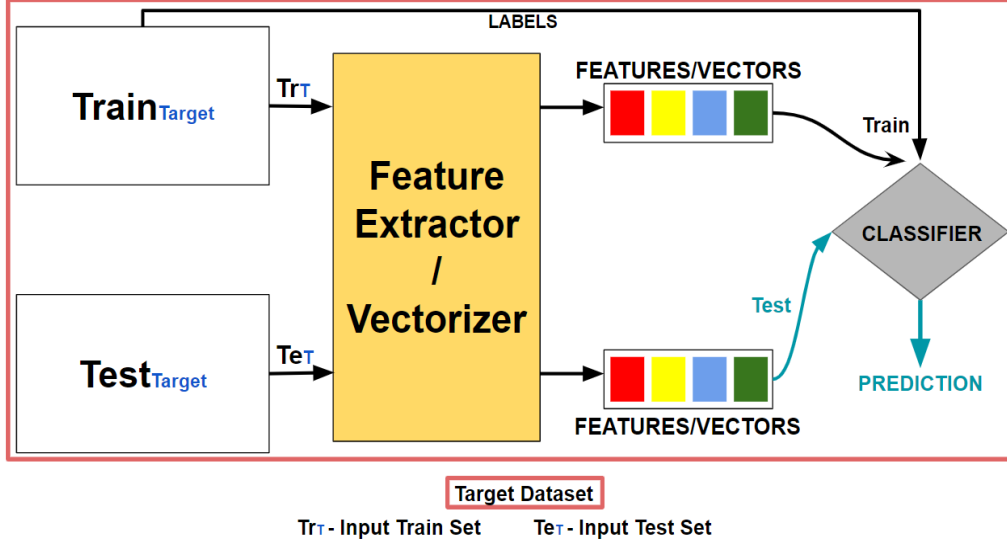 LABELS
TrainTarget
TrT
FEATURES/VECTORS
Train
Feature
Extractor
/
Vectorizer
CLASSIFIER
Test
TestTarget
TeT
PREDICTION
FEATURES/VECTORS
Target Dataset
TrT - Input Train Set
TeT - Input Test Set